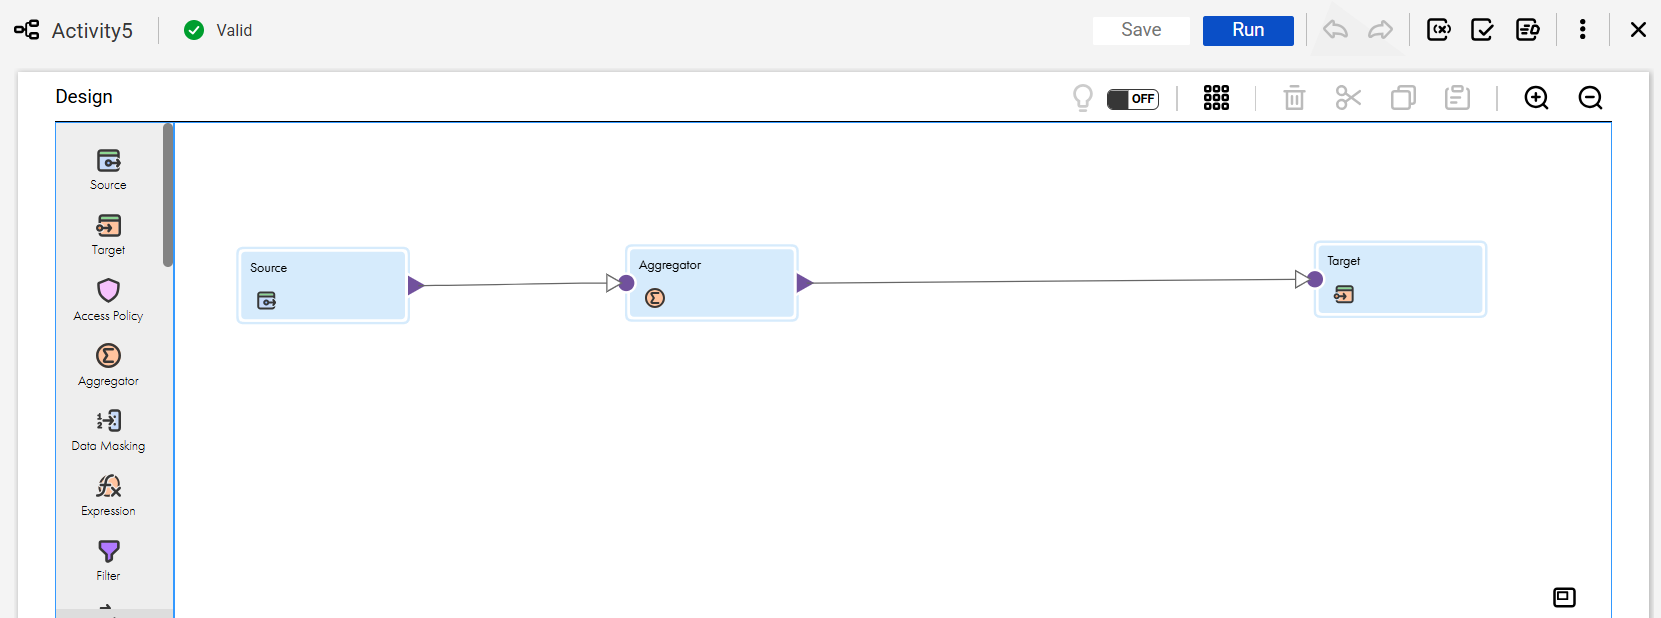 Activity5
Valid
Save
Run
Design
OFF
Source
Target
Access Policy
Aggregator
Data Masking
Expression
Filter
Source
Aggregator
Target